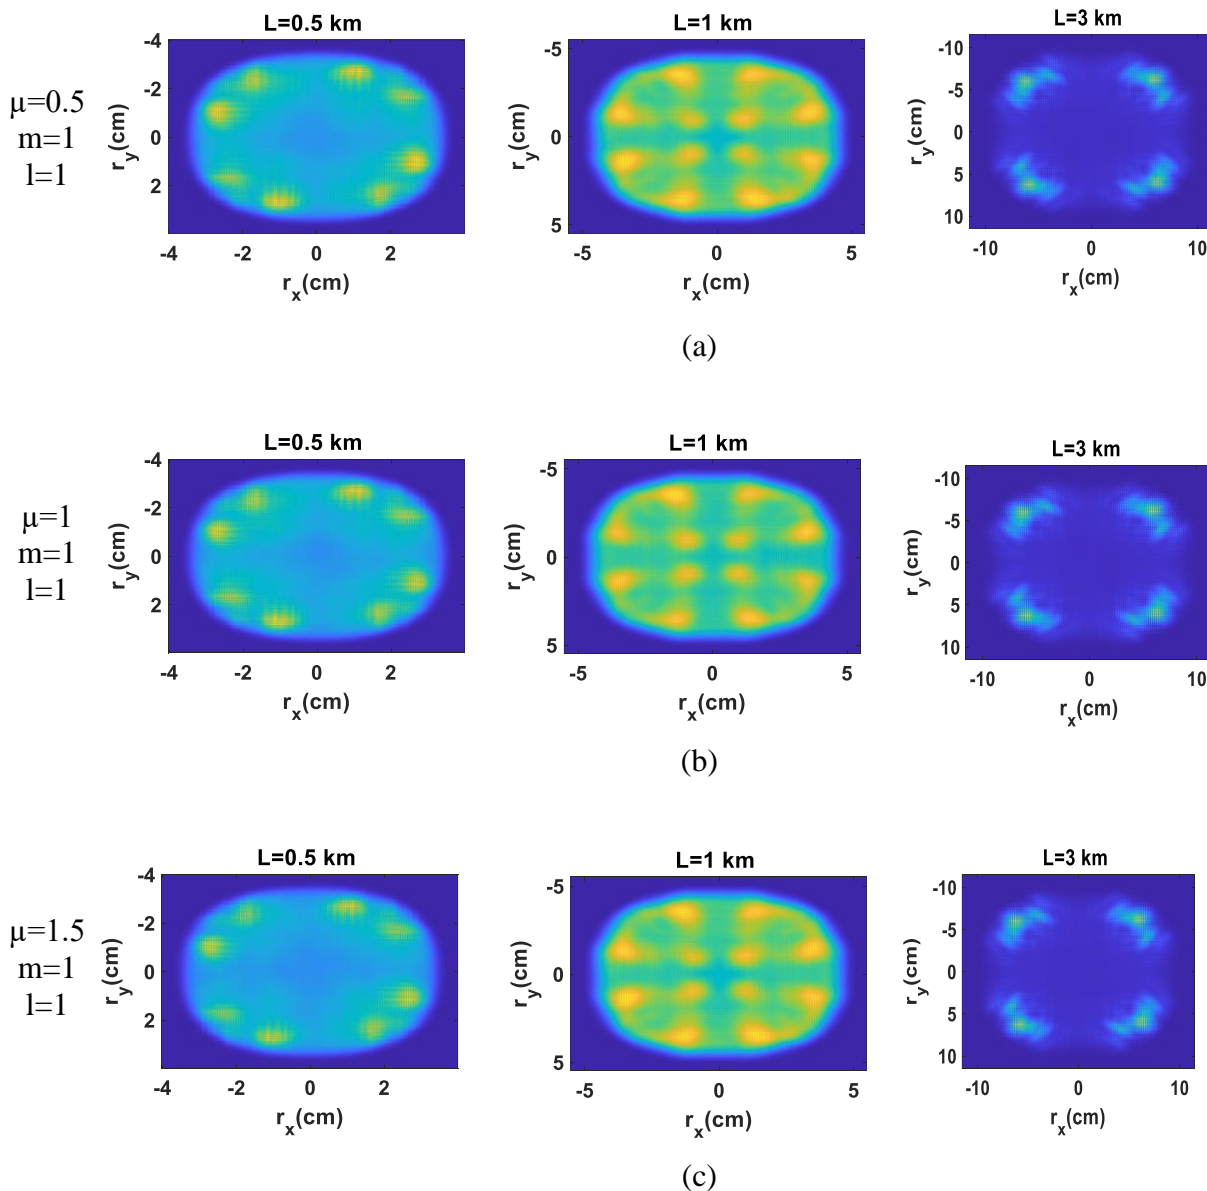 L=0.5 km L=1 km L=3 km
μ=0.5
m=1
l=1
-4
-2
0
2
r_y(cm)
-4 -2 0 2
r_x(cm)
-5
0
5
r_y(cm)
-5 0 5
r_x(cm)
-10
-5
0
5
10
r_y(cm)
-10 0 10
r_x(cm)
(a)
L=0.5 km L=1 km L=3 km
μ=1
m=1
l=1
-4
-2
0
2
r_y(cm)
-4 -2 0 2
r_x(cm)
-5
0
5
r_y(cm)
-5 0 5
r_x(cm)
-10
-5
0
5
10
r_y(cm)
-10 0 10
r_x(cm)
(b)
L=0.5 km L=1 km L=3 km
μ=1.5
m=1
l=1
-4
-2
0
2
r_y(cm)
-4 -2 0 2
r_x(cm)
-5
0
5
r_y(cm)
-5 0 5
r_x(cm)
-10
-5
0
5
10
r_y(cm)
-10 0 10
r_x(cm)
(c)